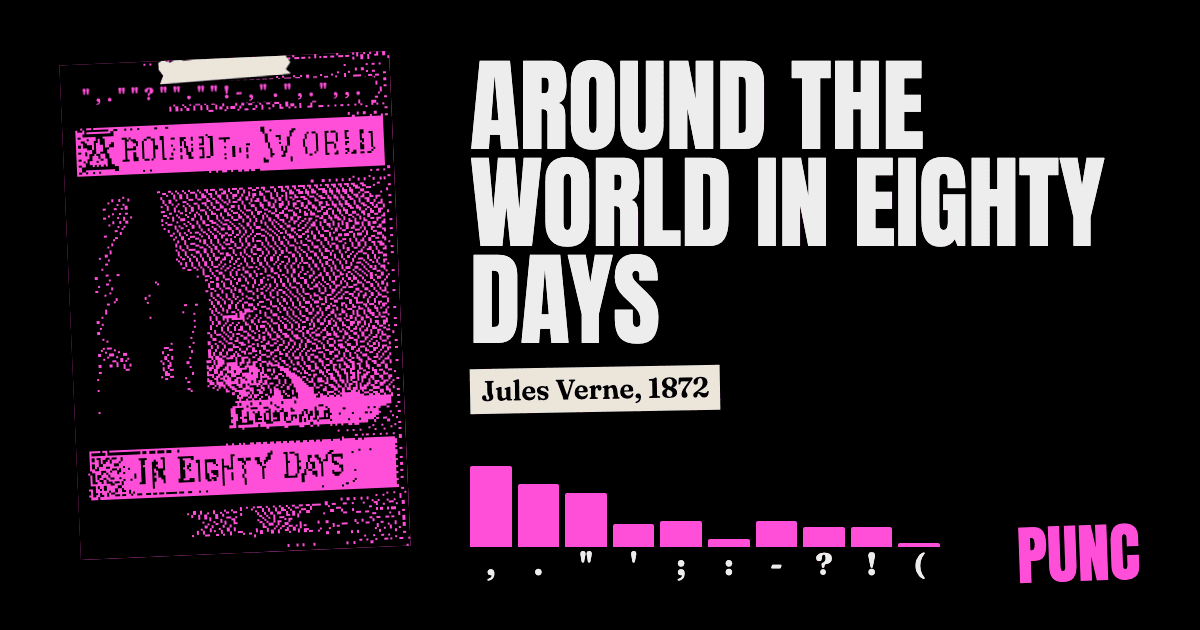 ",.""?"".""!-,".",.",,.
AROUND THE WORLD
IN EIGHTY DAYS
AROUND THE
WORLD IN EIGHTY
DAYS
Jules Verne, 1872
, . " ' ; : - ? ! (
PUNC